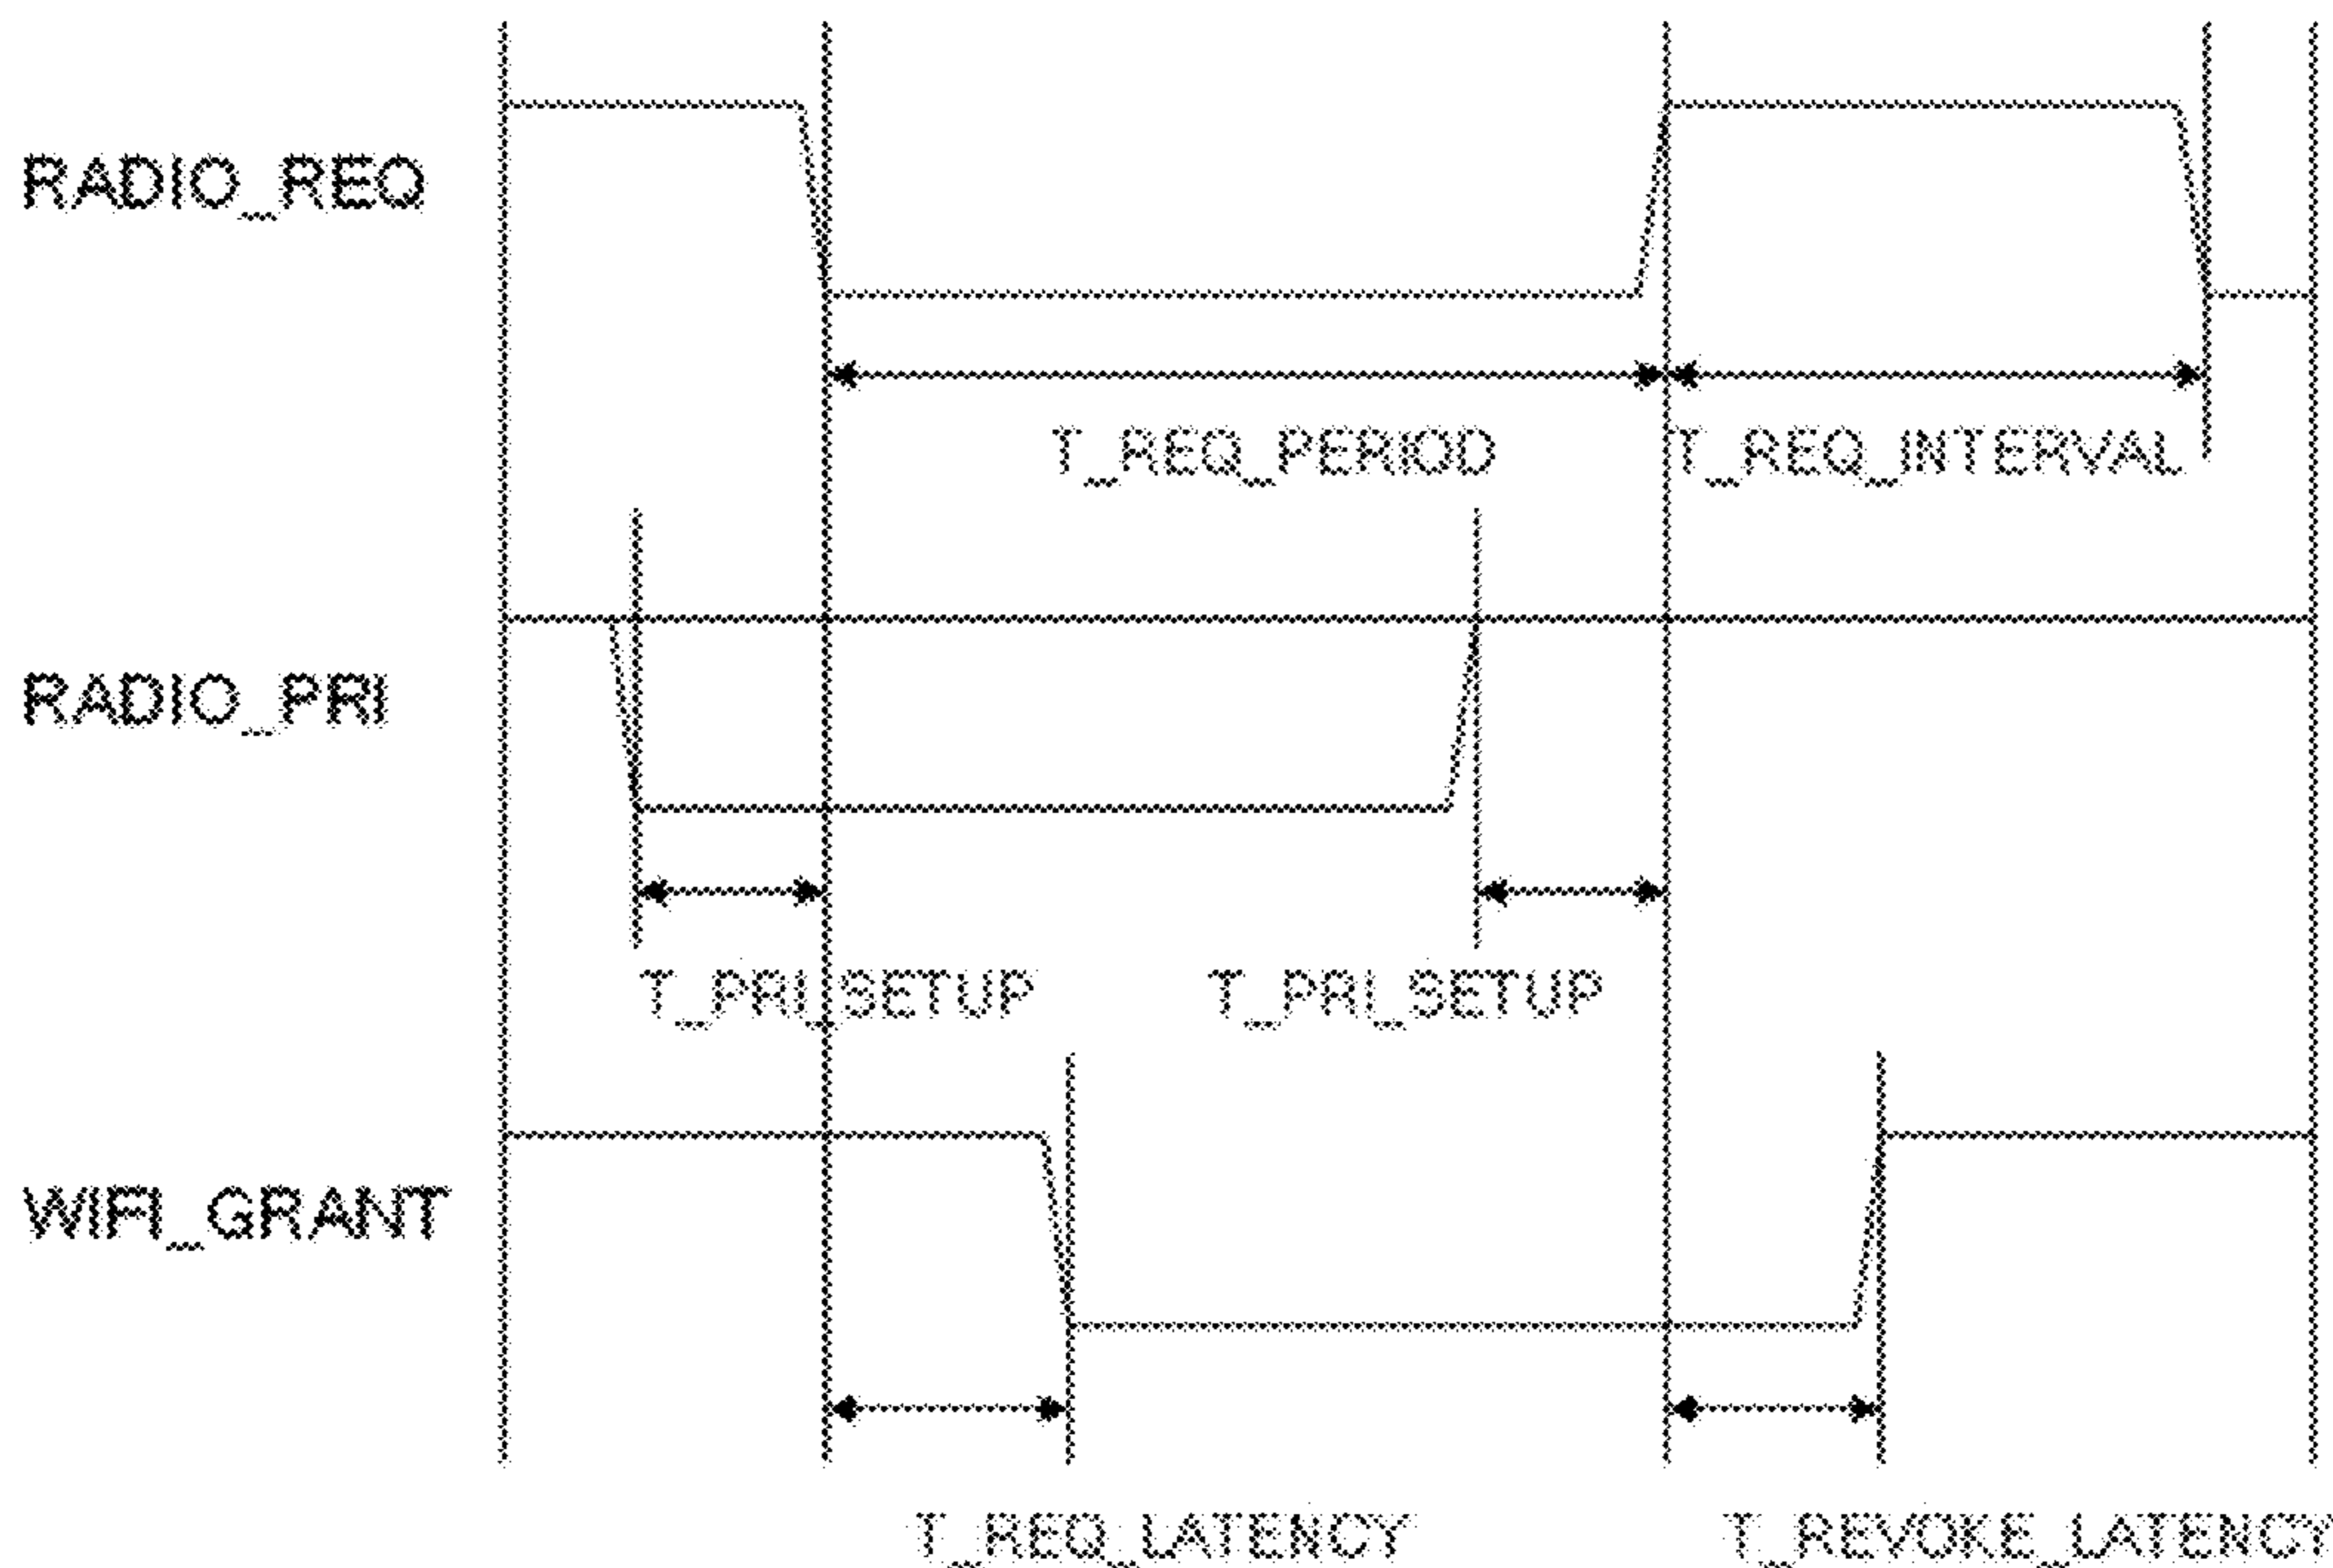 RADIO_REQ
T_REQ_PERIOD
T_REQ_INTERVAL
RADIO_PRI
T_PRI_SETUP
T_PRI_SETUP
WIFI_GRANT
T_REQ_LATENCY
T_REVOKE_LATENCY